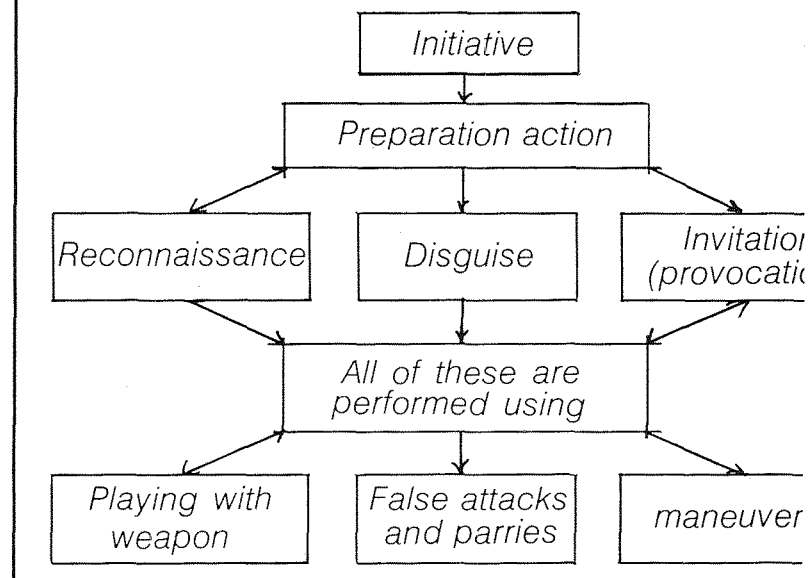 Initiative
Preparation action
Reconnaissance
Disguise
Invitation
(provocatio
All of these are
performed using
Playing with
weapon
False attacks
and parries
maneuver